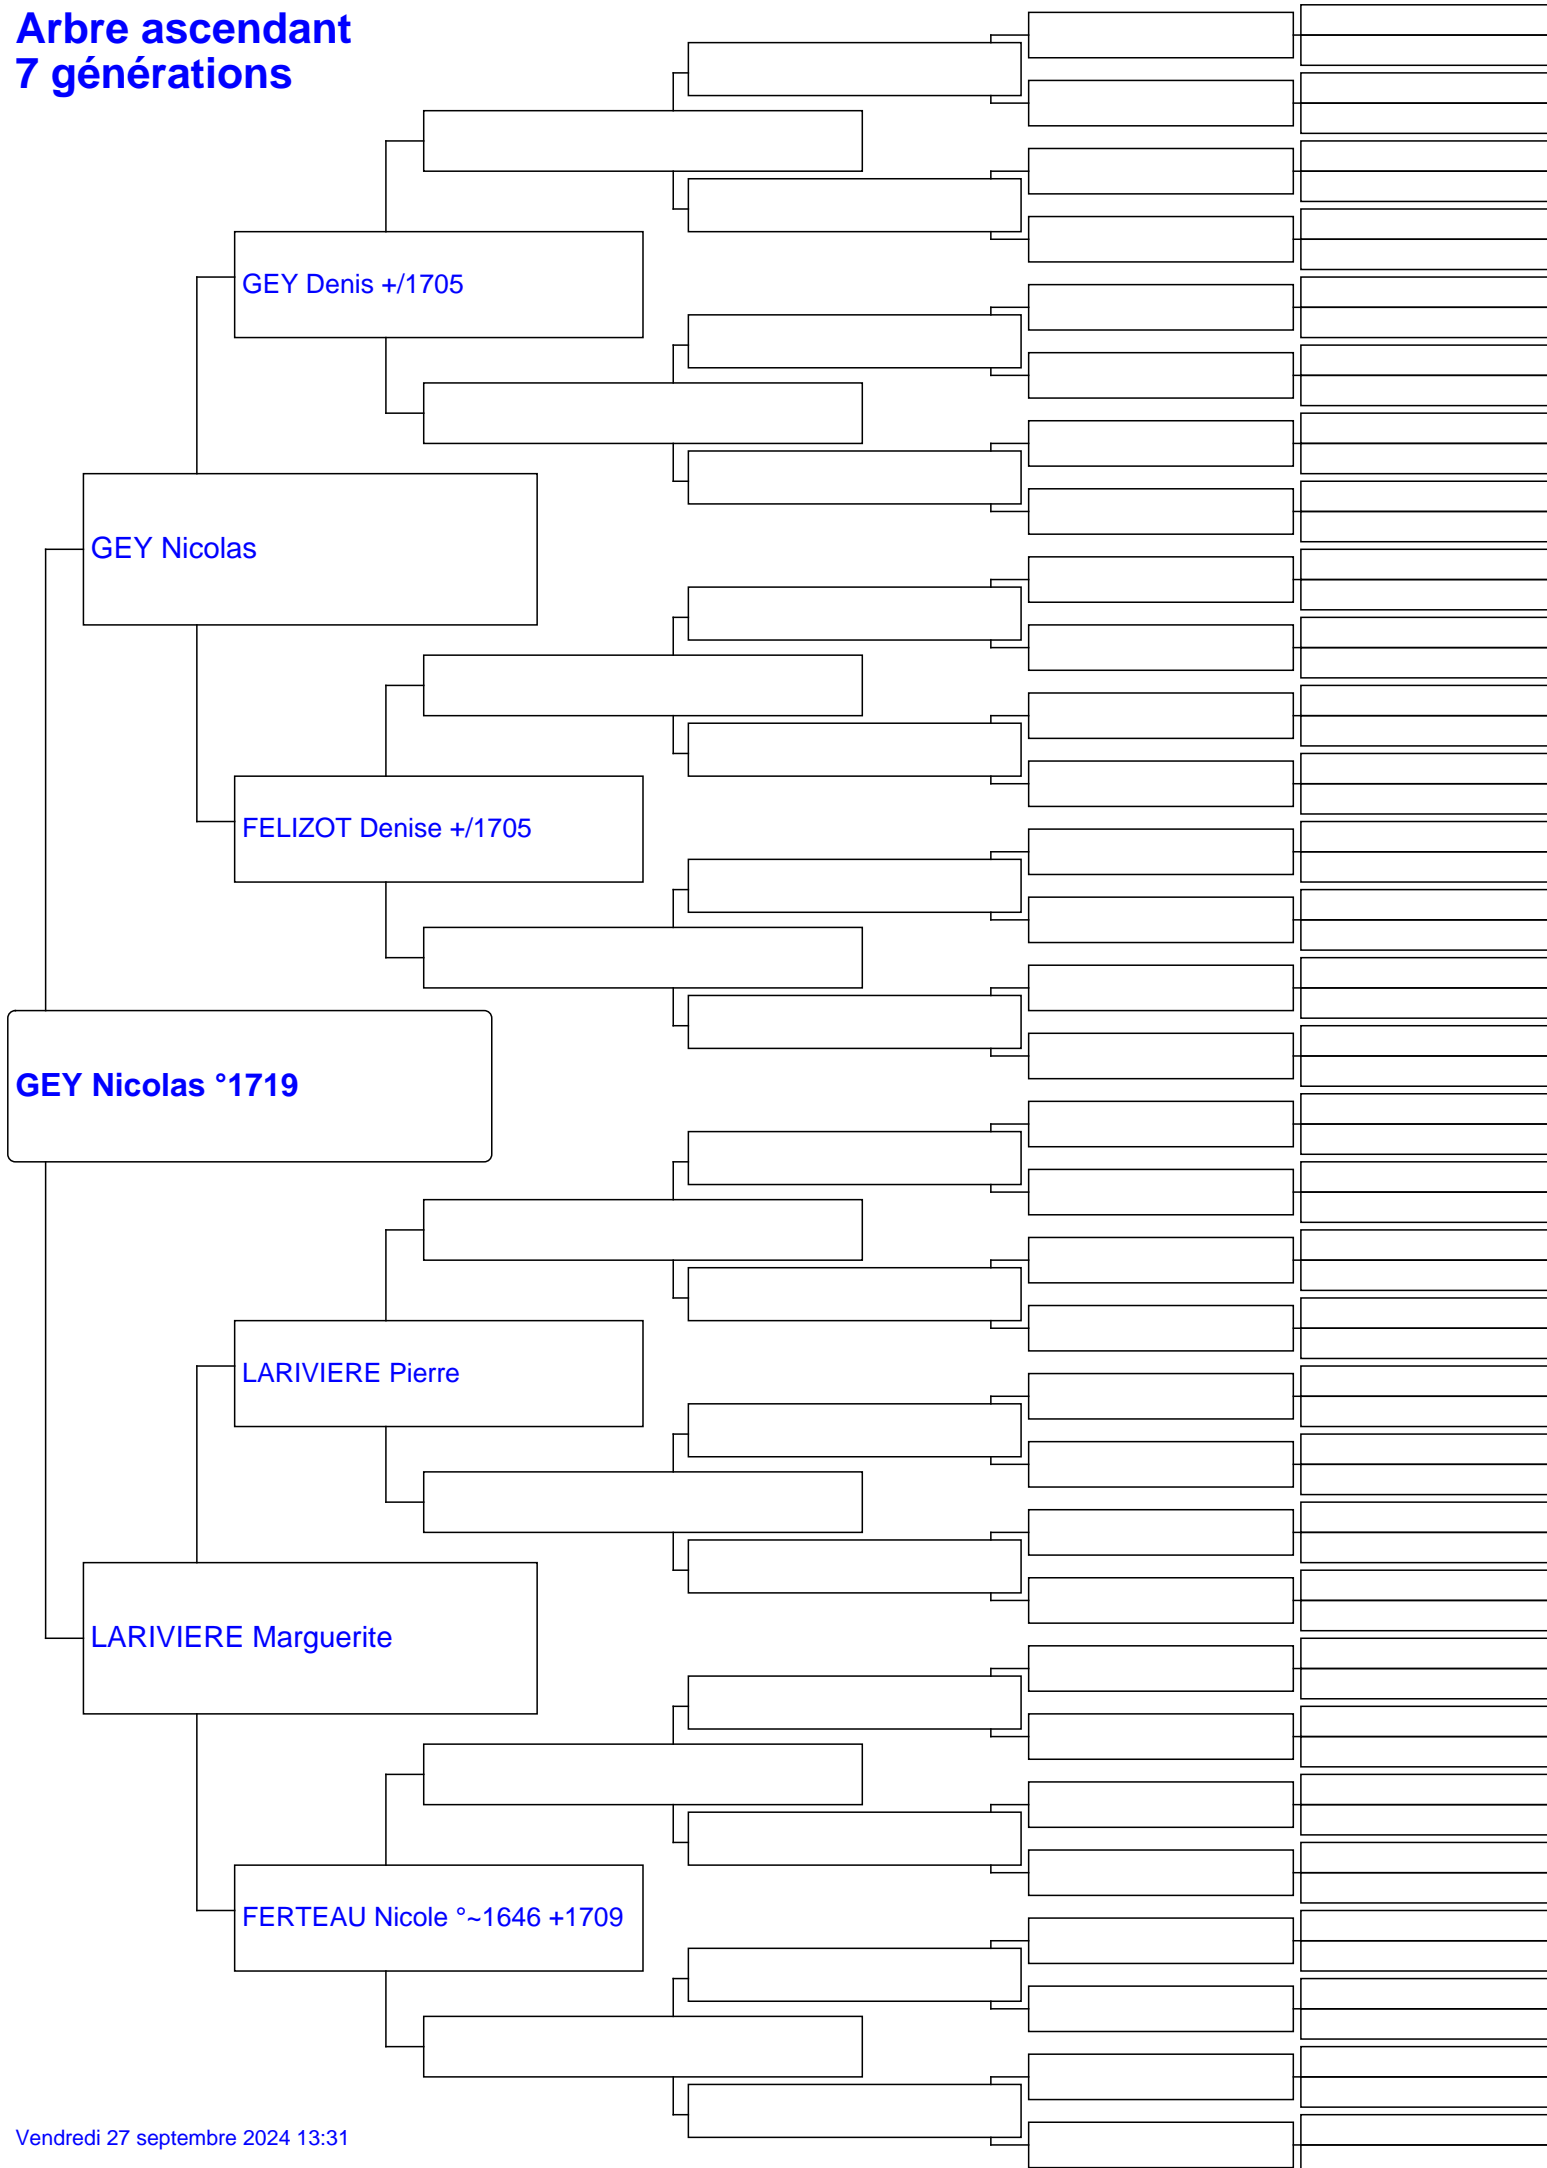 Arbre ascendant
7 générations
GEY Denis +/1705
GEY Nicolas
FELIZOT Denise +/1705
GEY Nicolas °1719
LARIVIERE Pierre
LARIVIERE Marguerite
FERTEAU Nicole °~1646 +1709
Vendredi 27 septembre 2024 13:31